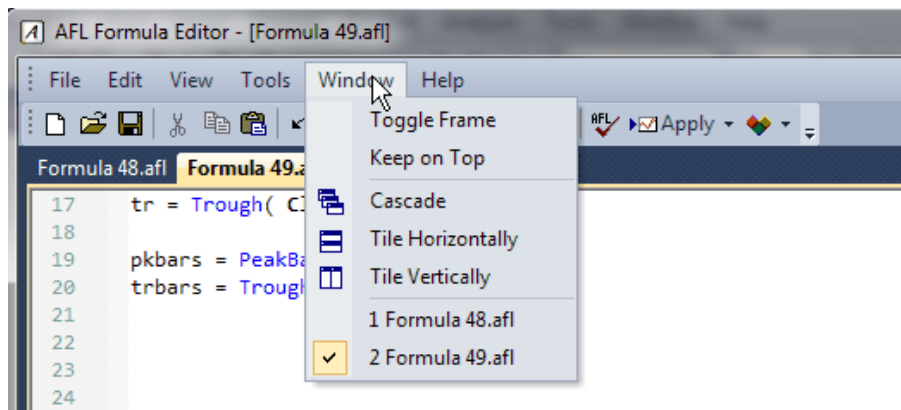 AFL Formula Editor - [Formula 49.afl]
File Edit View Tools Window Help
AFL Apply
Toggle Frame
Keep on Top
Cascade
Tile Horizontally
Tile Vertically
1 Formula 48.afl
2 Formula 49.afl
Formula 48.afl Formula 49.a
17 tr = Trough(
18
19 pkbars =
20 trbars =
21
22
23
24